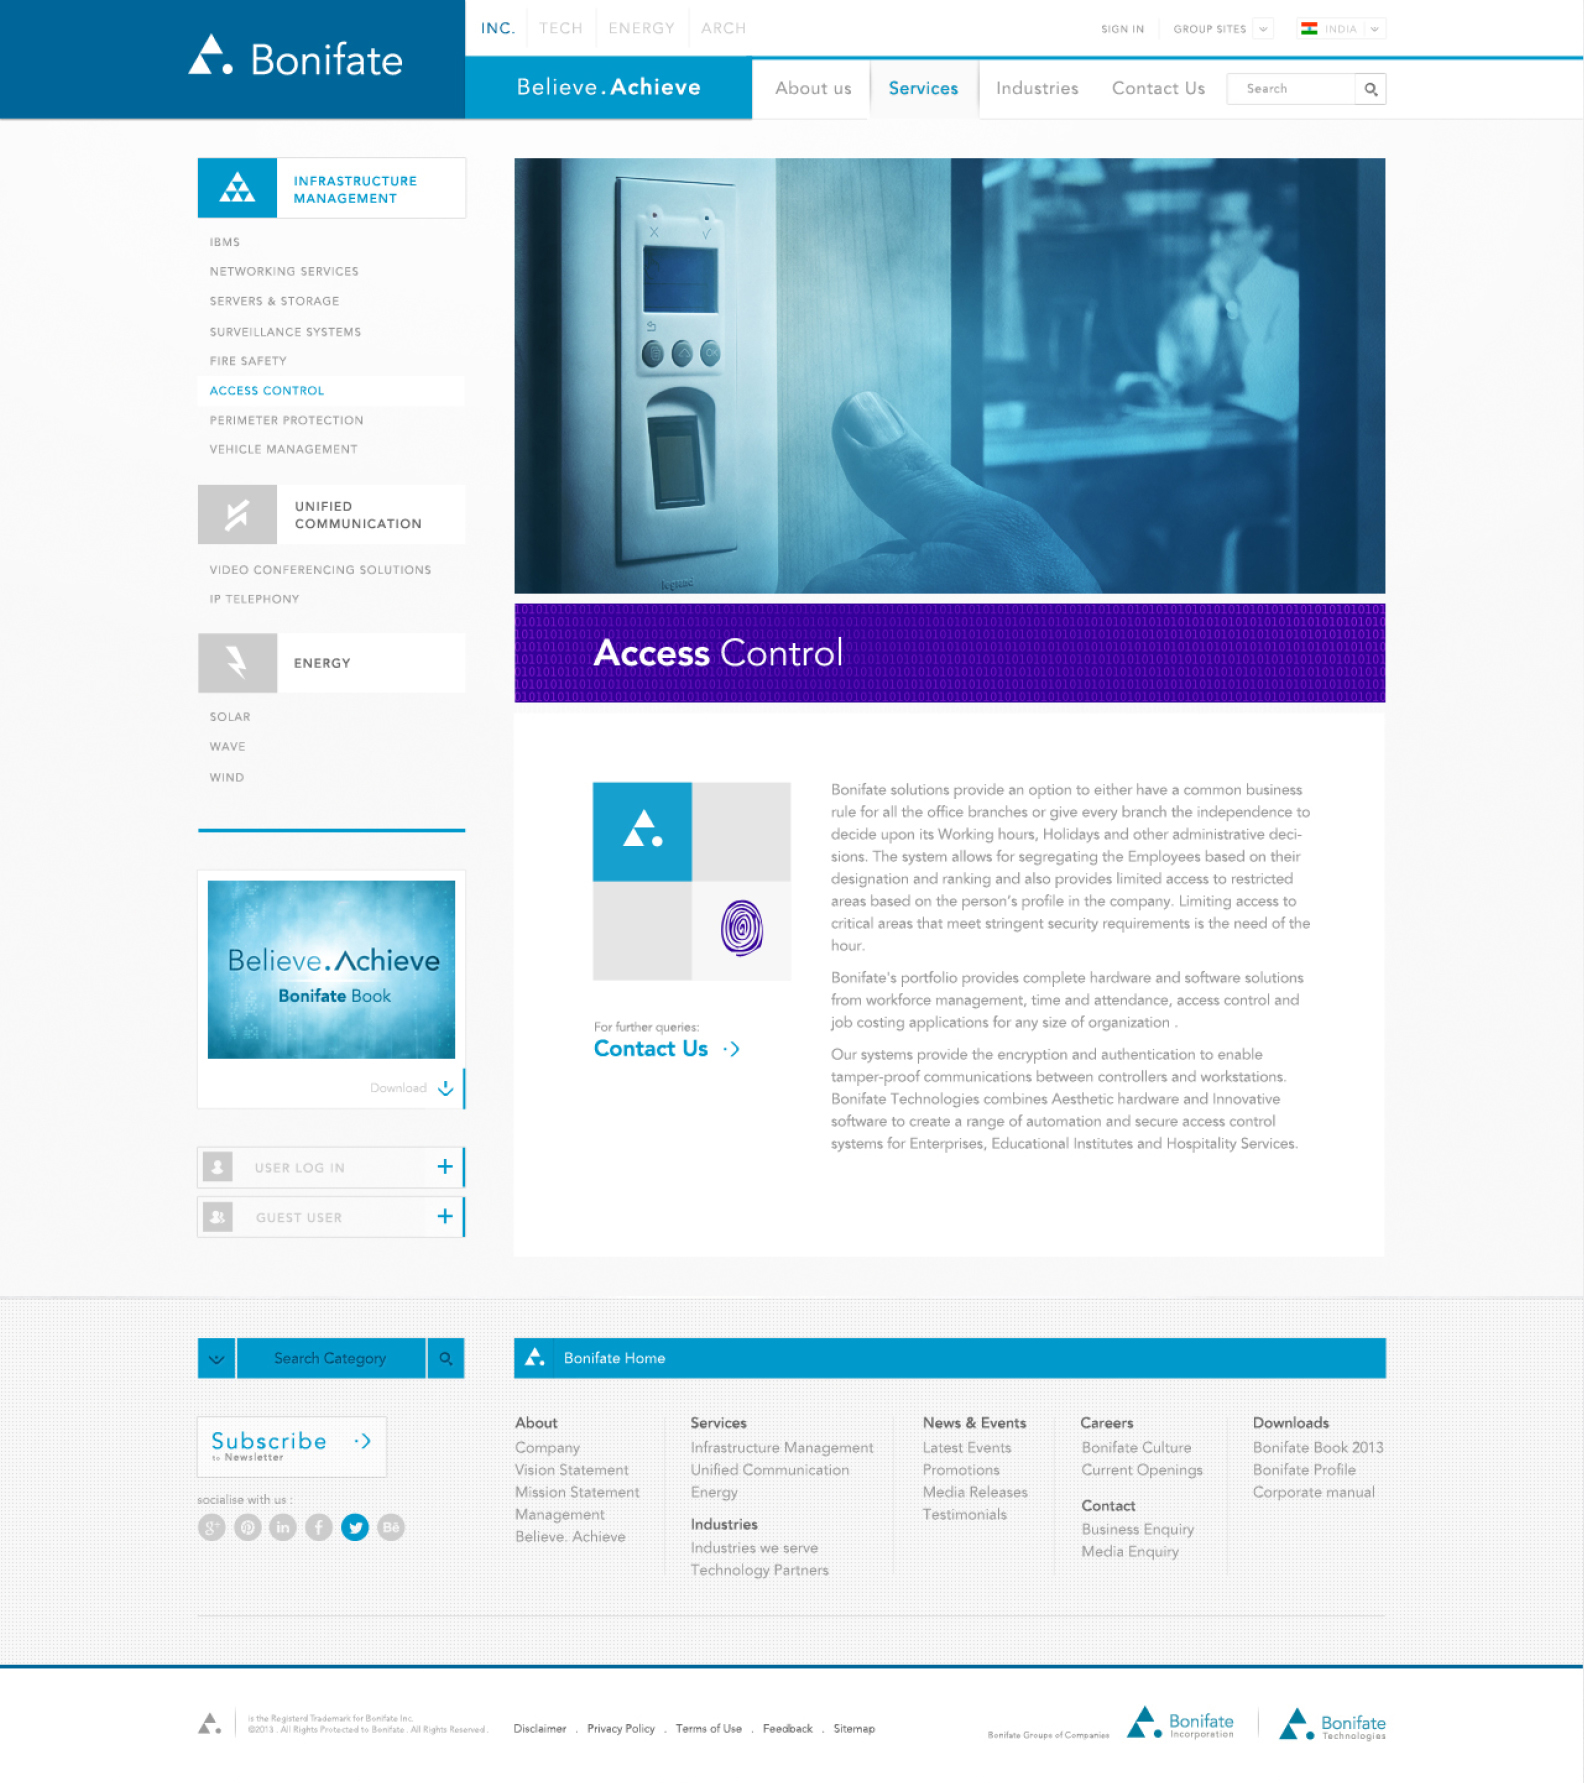 Bonifate
INC.
TECH
ENERGY
ARCH
SIGN IN
GROUP SITES
INDIA
Believe.Achieve
About us
Services
Industries
Contact Us
Search
INFRASTRUCTURE
MANAGEMENT
IBMS
NETWORKING SERVICES
SERVERS & STORAGE
SURVEILLANCE SYSTEMS
FIRE SAFETY
ACCESS CONTROL
PERIMETER PROTECTION
VEHICLE MANAGEMENT
UNIFIED
COMMUNICATION
VIDEO CONFERENCING SOLUTIONS
IP TELEPHONY
ENERGY
SOLAR
WAVE
WIND
Believe.Achieve
Bonifate Book
Download
USER LOG IN
GUEST USER
X
OK
legrand
Access Control
Bonifate solutions provide an option to either have a common business
rule for all the office branches or give every branch the independence to
decide upon its Working hours, Holidays and other administrative deci-
sions. The system allows for segregating the Employees based on their
designation and ranking and also provides limited access to restricted
areas based on the person's profile in the company. Limiting access to
critical areas that meet stringent security requirements is the need of the
hour.
Bonifate's portfolio provides complete hardware and software solutions
from workforce management, time and attendance, access control and
job costing applications for any size of organization .
Our systems provide the encryption and authentication to enable
tamper-proof communications between controllers and workstations.
Bonifate Technologies combines Aesthetic hardware and Innovative
software to create a range of automation and secure access control
systems for Enterprises, Educational Institutes and Hospitality Services.
For further queries:
Contact Us
Search Category
Bonifate Home
Subscribe
to Newsletter
socialise with us :
g+
in
f
Bē
About
Company
Vision Statement
Mission Statement
Management
Believe. Achieve
Services
Infrastructure Management
Unified Communication
Energy
Industries
Industries we serve
Technology Partners
News & Events
Latest Events
Promotions
Media Releases
Testimonials
Careers
Bonifate Culture
Current Openings
Contact
Business Enquiry
Media Enquiry
Downloads
Bonifate Book 2013
Bonifate Profile
Corporate manual
is the Registerd Trademark for Bonifate Inc.
©2013 . All Rights Protected to Bonifate . All Rights Reserved .
Disclaimer . Privacy Policy . Terms of Use . Feedback . Sitemap
Bonifate Groups of Companies
Bonifate
Incorporation
Bonifate
Technologies